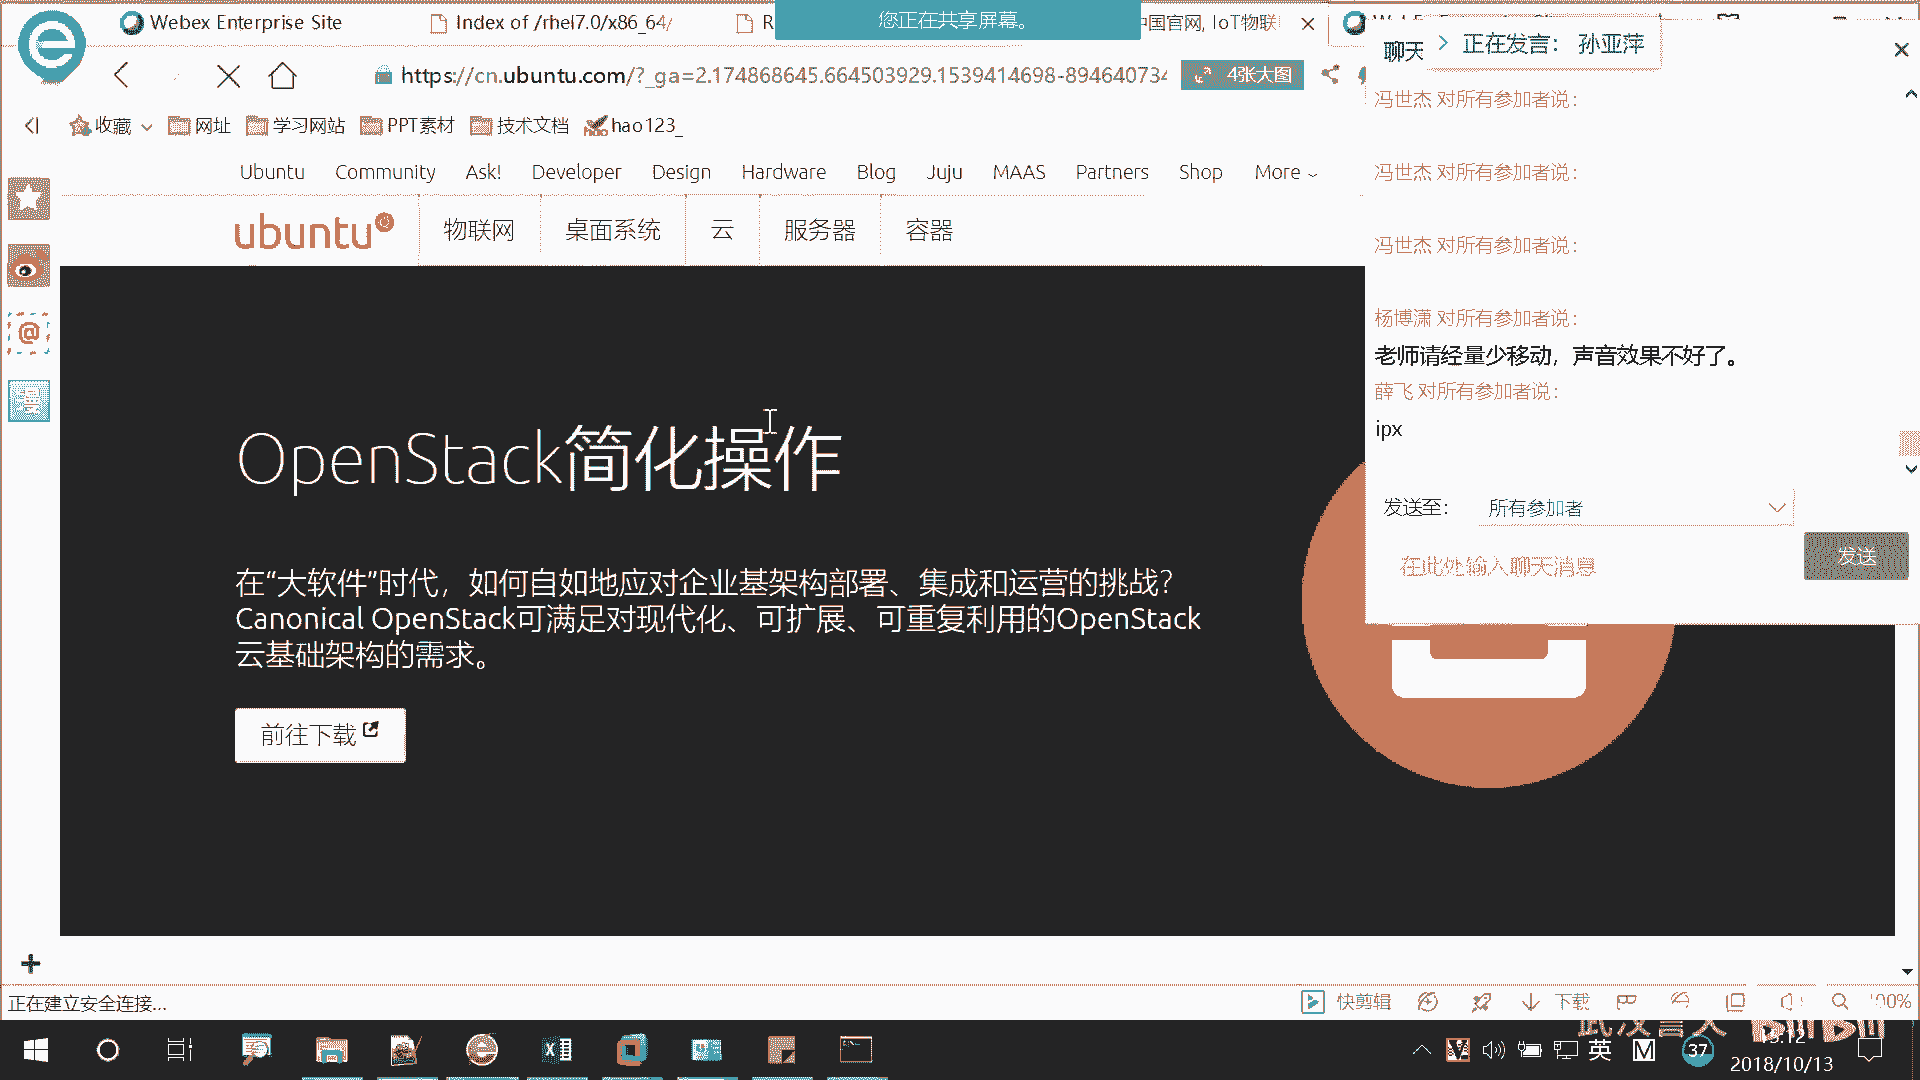 Webex Enterprise Site
Index of /rhel7.0/x86_64/
R
您正在共享屏幕。
中国官网, IoT物联
聊天
正在发言： 孙亚萍
https://cn.ubuntu.com/?_ga=2.174868645.664503929.1539414698-894640734
4张大图
收藏
网址
学习网站
PPT素材
技术文档
hao123_
Ubuntu
Community
Ask!
Developer
Design
Hardware
Blog
Juju
MAAS
Partners
Shop
More
ubuntu
物联网
桌面系统
云
服务器
容器
冯世杰 对所有参加者说：
冯世杰 对所有参加者说：
冯世杰 对所有参加者说：
杨博潇 对所有参加者说：
老师请经量少移动，声音效果不好了。
薛飞 对所有参加者说：
ipx
发送至：
所有参加者
在此处输入聊天消息
发送
OpenStack简化操作
在“大软件”时代，如何自如地应对企业基架构部署、集成和运营的挑战？
Canonical OpenStack可满足对现代化、可扩展、可重复利用的OpenStack
云基础架构的需求。
前往下载
正在建立安全连接...
快剪辑
下载
英
M
37
2018/10/13